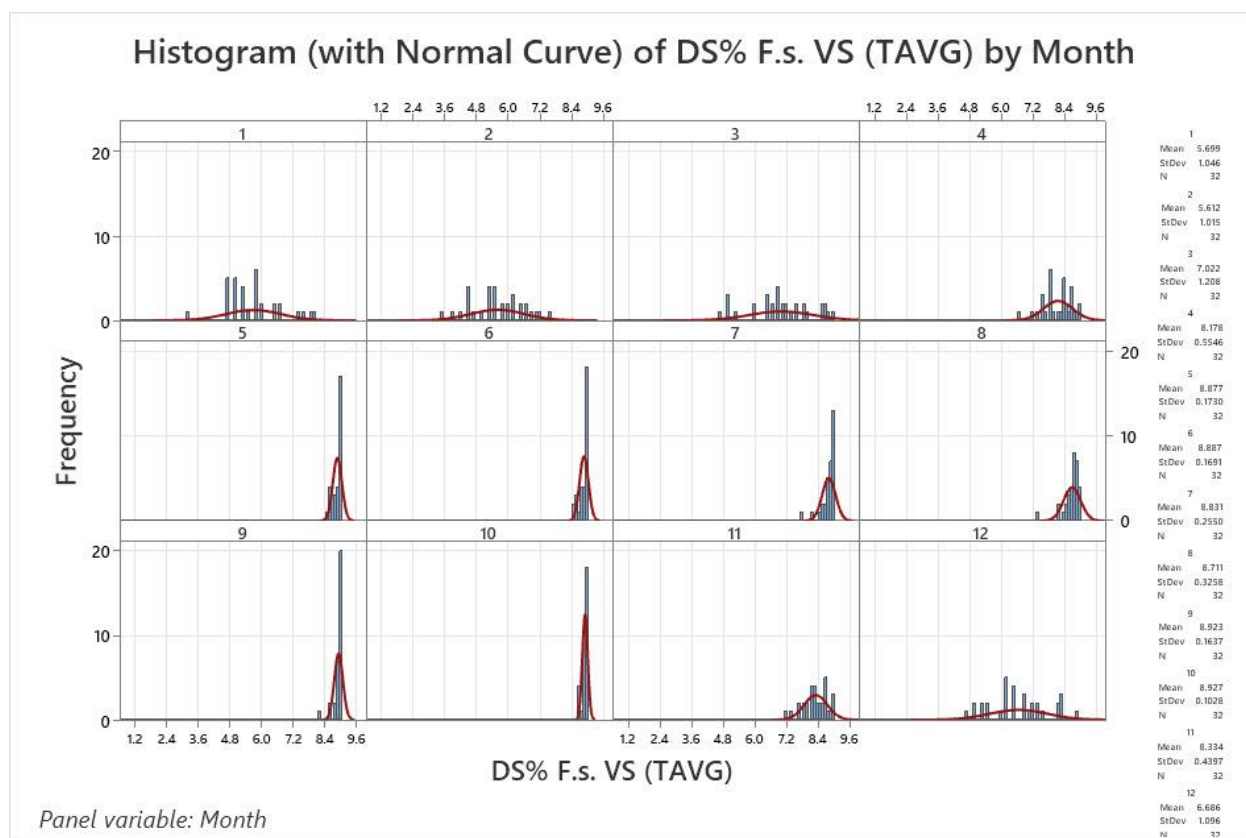 Histogram (with Normal Curve) of DS% F.s. VS (TAVG) by Month
1.2 2.4 3.6 4.8 6.0 7.2 8.4 9.6 1.2 2.4 3.6 4.8 6.0 7.2 8.4 9.6
1 2 3 4
20
10
0
5 6 7 8
20
10
0
9 10 11 12
20
10
0
1.2 2.4 3.6 4.8 6.0 7.2 8.4 9.6 1.2 2.4 3.6 4.8 6.0 7.2 8.4 9.6
Frequency
DS% F.s. VS (TAVG)
Panel variable: Month
1
Mean 5.699
StDev 1.046
N 32
2
Mean 5.612
StDev 1.015
N 32
3
Mean 7.022
StDev 1.208
N 32
4
Mean 8.178
StDev 0.5546
N 32
5
Mean 8.877
StDev 0.1730
N 32
6
Mean 8.887
StDev 0.1691
N 32
7
Mean 8.831
StDev 0.2550
N 32
8
Mean 8.711
StDev 0.3258
N 32
9
Mean 8.923
StDev 0.1637
N 32
10
Mean 8.927
StDev 0.1028
N 32
11
Mean 8.334
StDev 0.4397
N 32
12
Mean 6.686
StDev 1.096
N 32